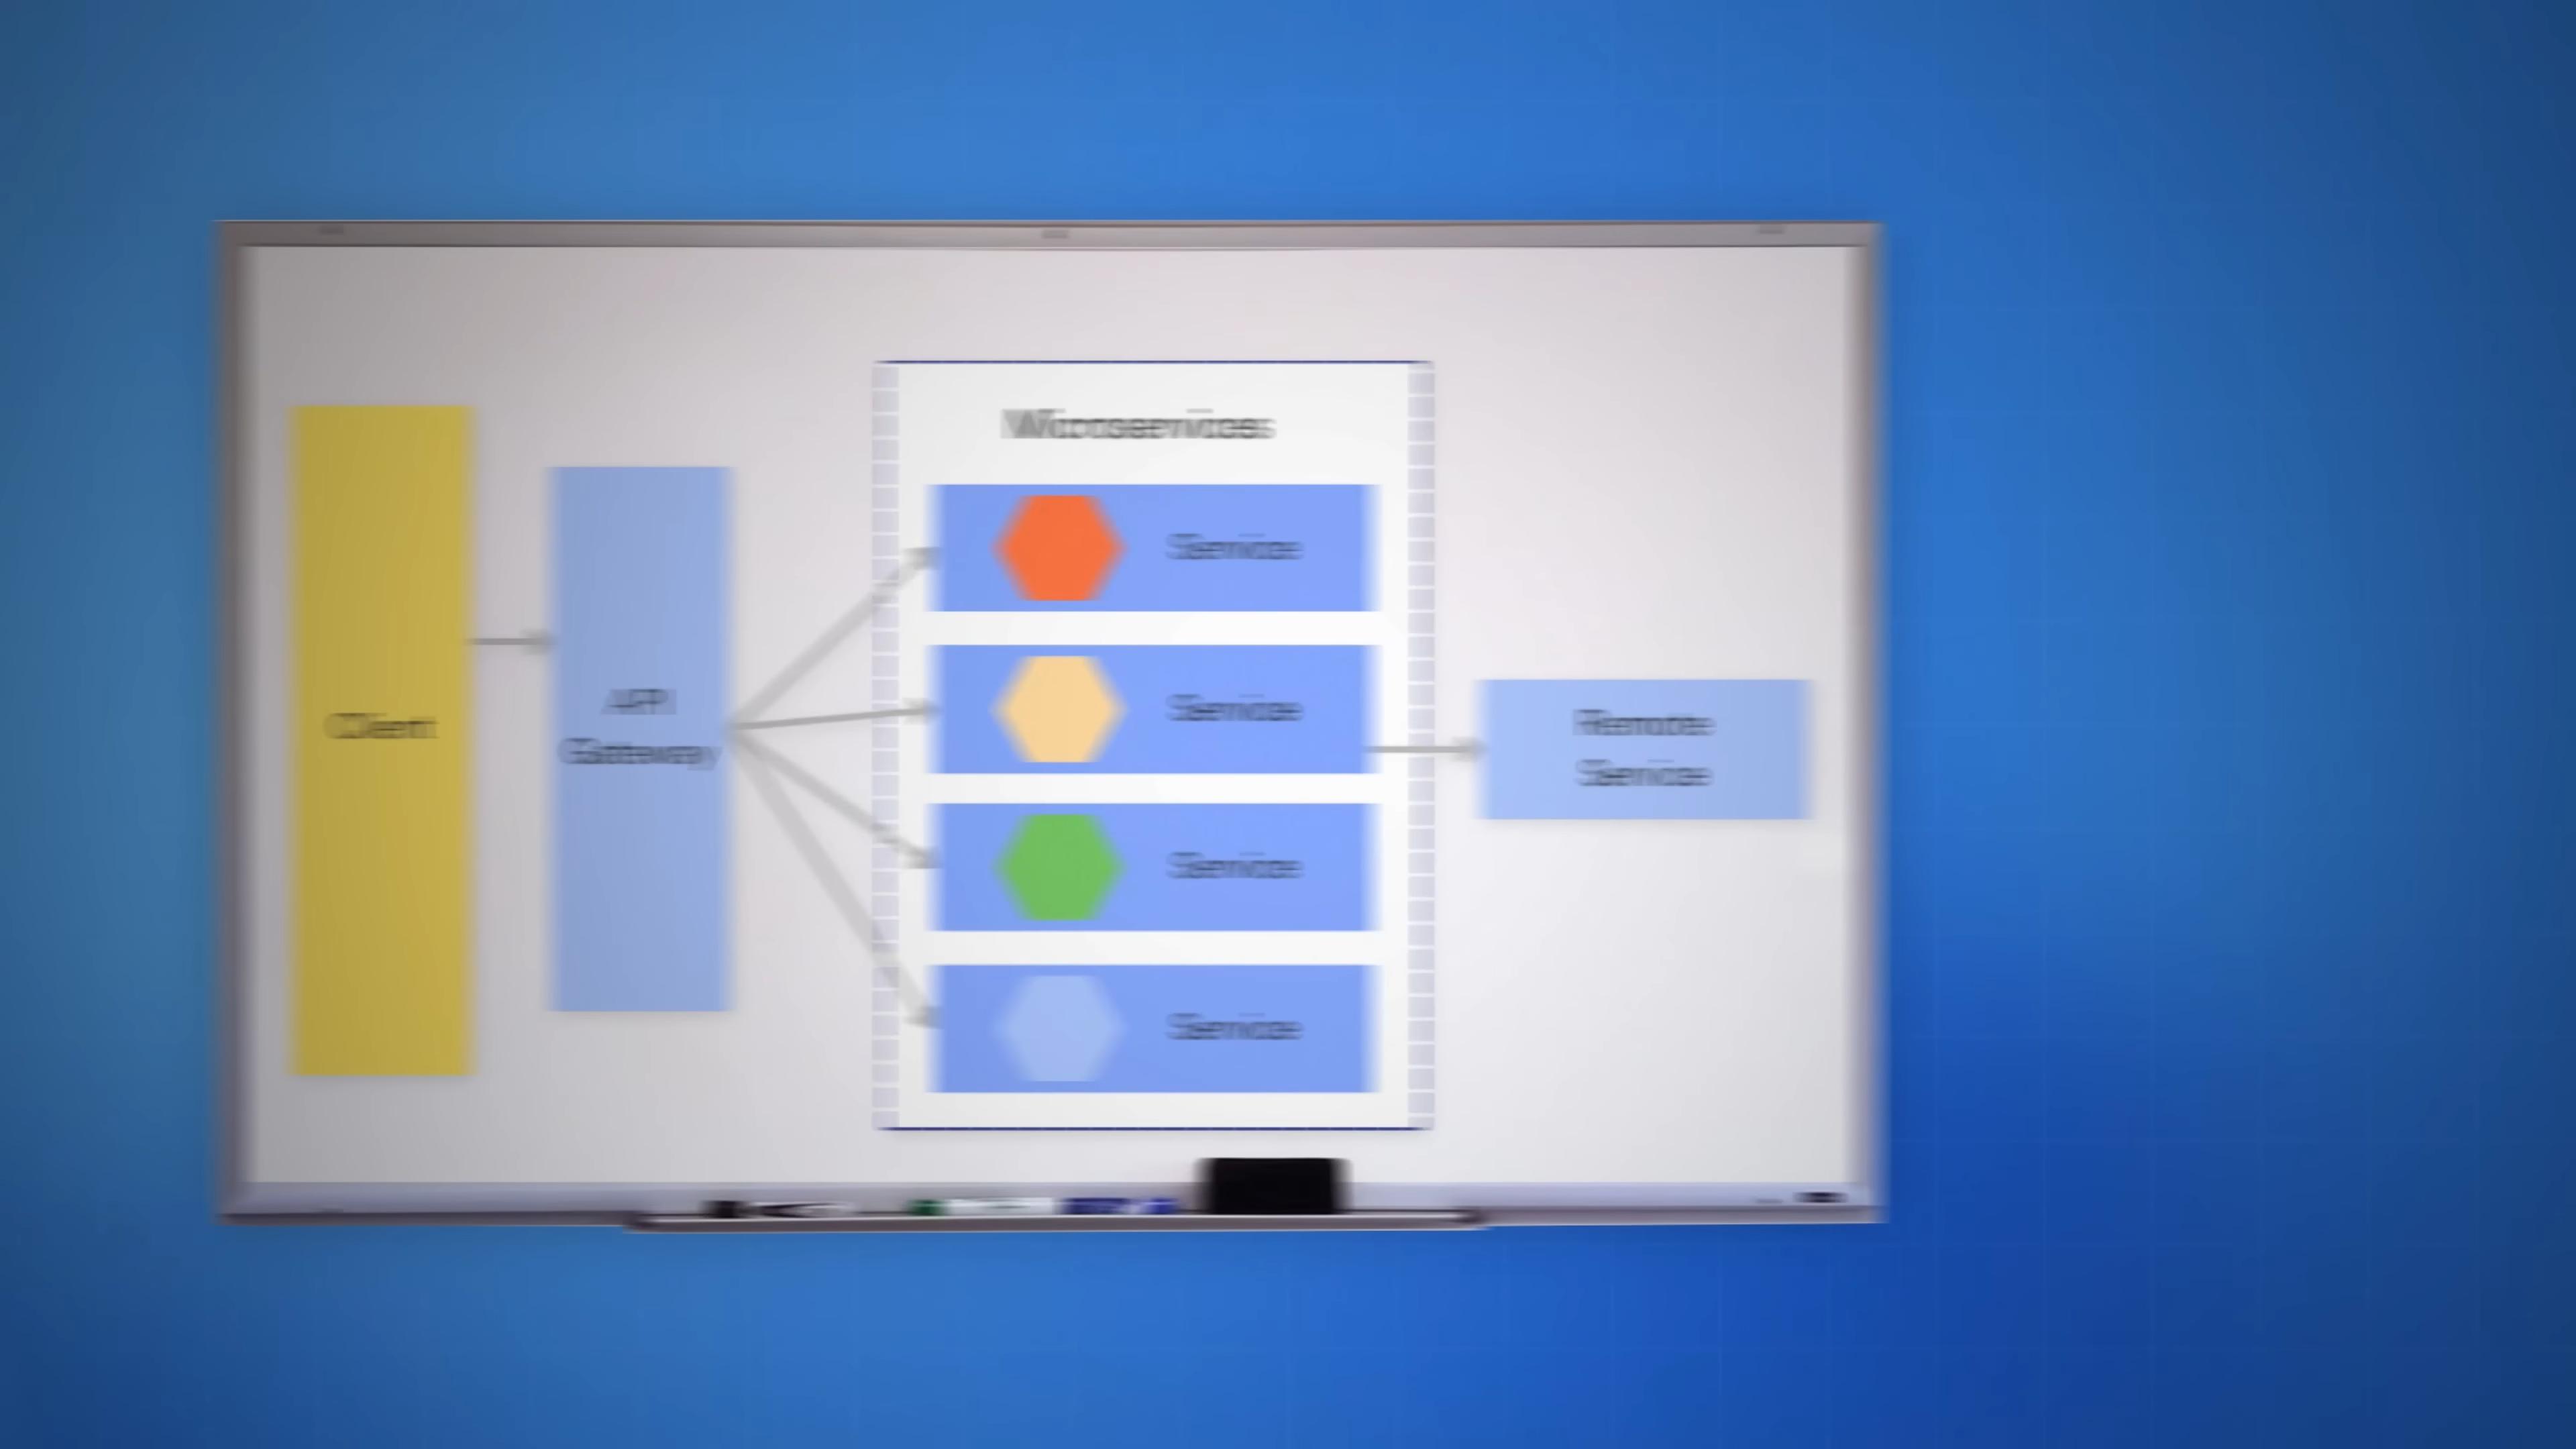 Client
API
Gateway
Microservices
Service
Service
Service
Service
Remote
Service